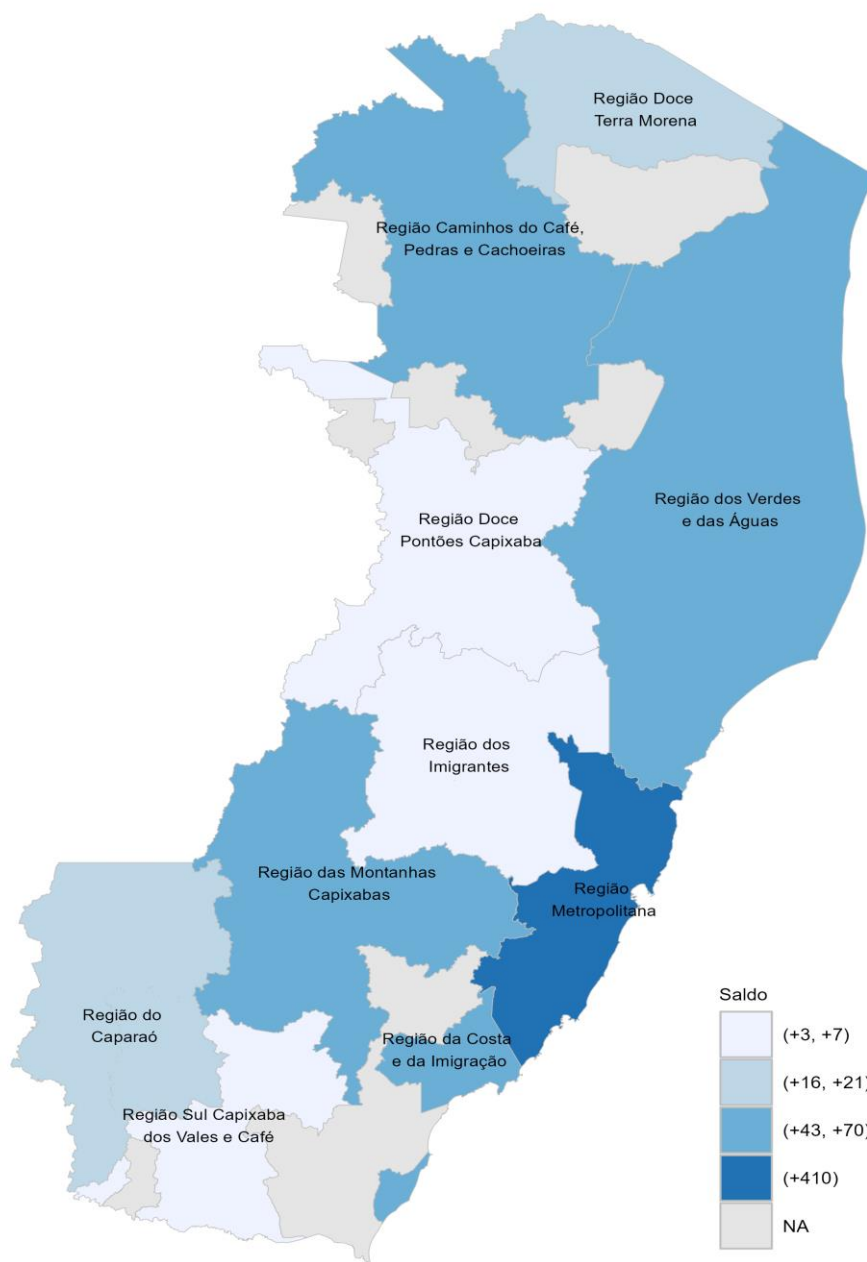 Região Doce
Terra Morena
Região Caminhos do Café,
Pedras e Cachoeiras
Região dos Verdes
e das Águas
Região Doce
Pontões Capixaba
Região dos
Imigrantes
Região das Montanhas
Capixabas
Região
Metropolitana
Região do
Caparaó
Região da Costa
e da Imigração
Região Sul Capixaba
dos Vales e Café
Saldo
(+3, +7)
(+16, +21)
(+43, +70)
(+410)
NA